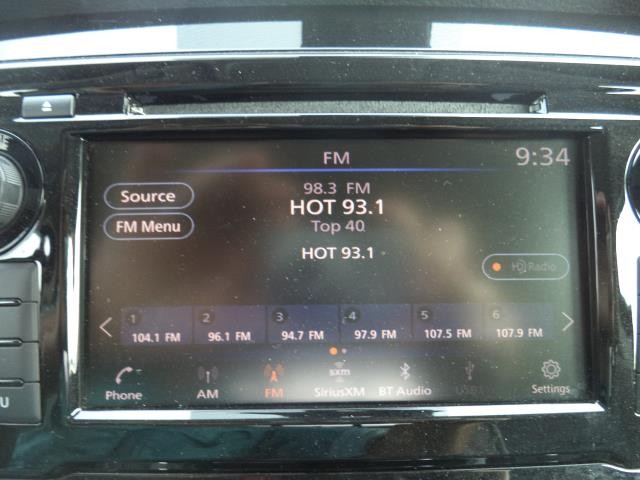 FM
9:34
98.3 FM
HOT 93.1
Top 40
HOT 93.1
Source
FM Menu
HD Radio
1 2 3 4 5 6
104.1 FM 96.1 FM 94.7 FM 97.9 FM 107.5 FM 107.9 FM
sxm
Phone AM FM SiriusXM BT Audio USB1 Settings
U